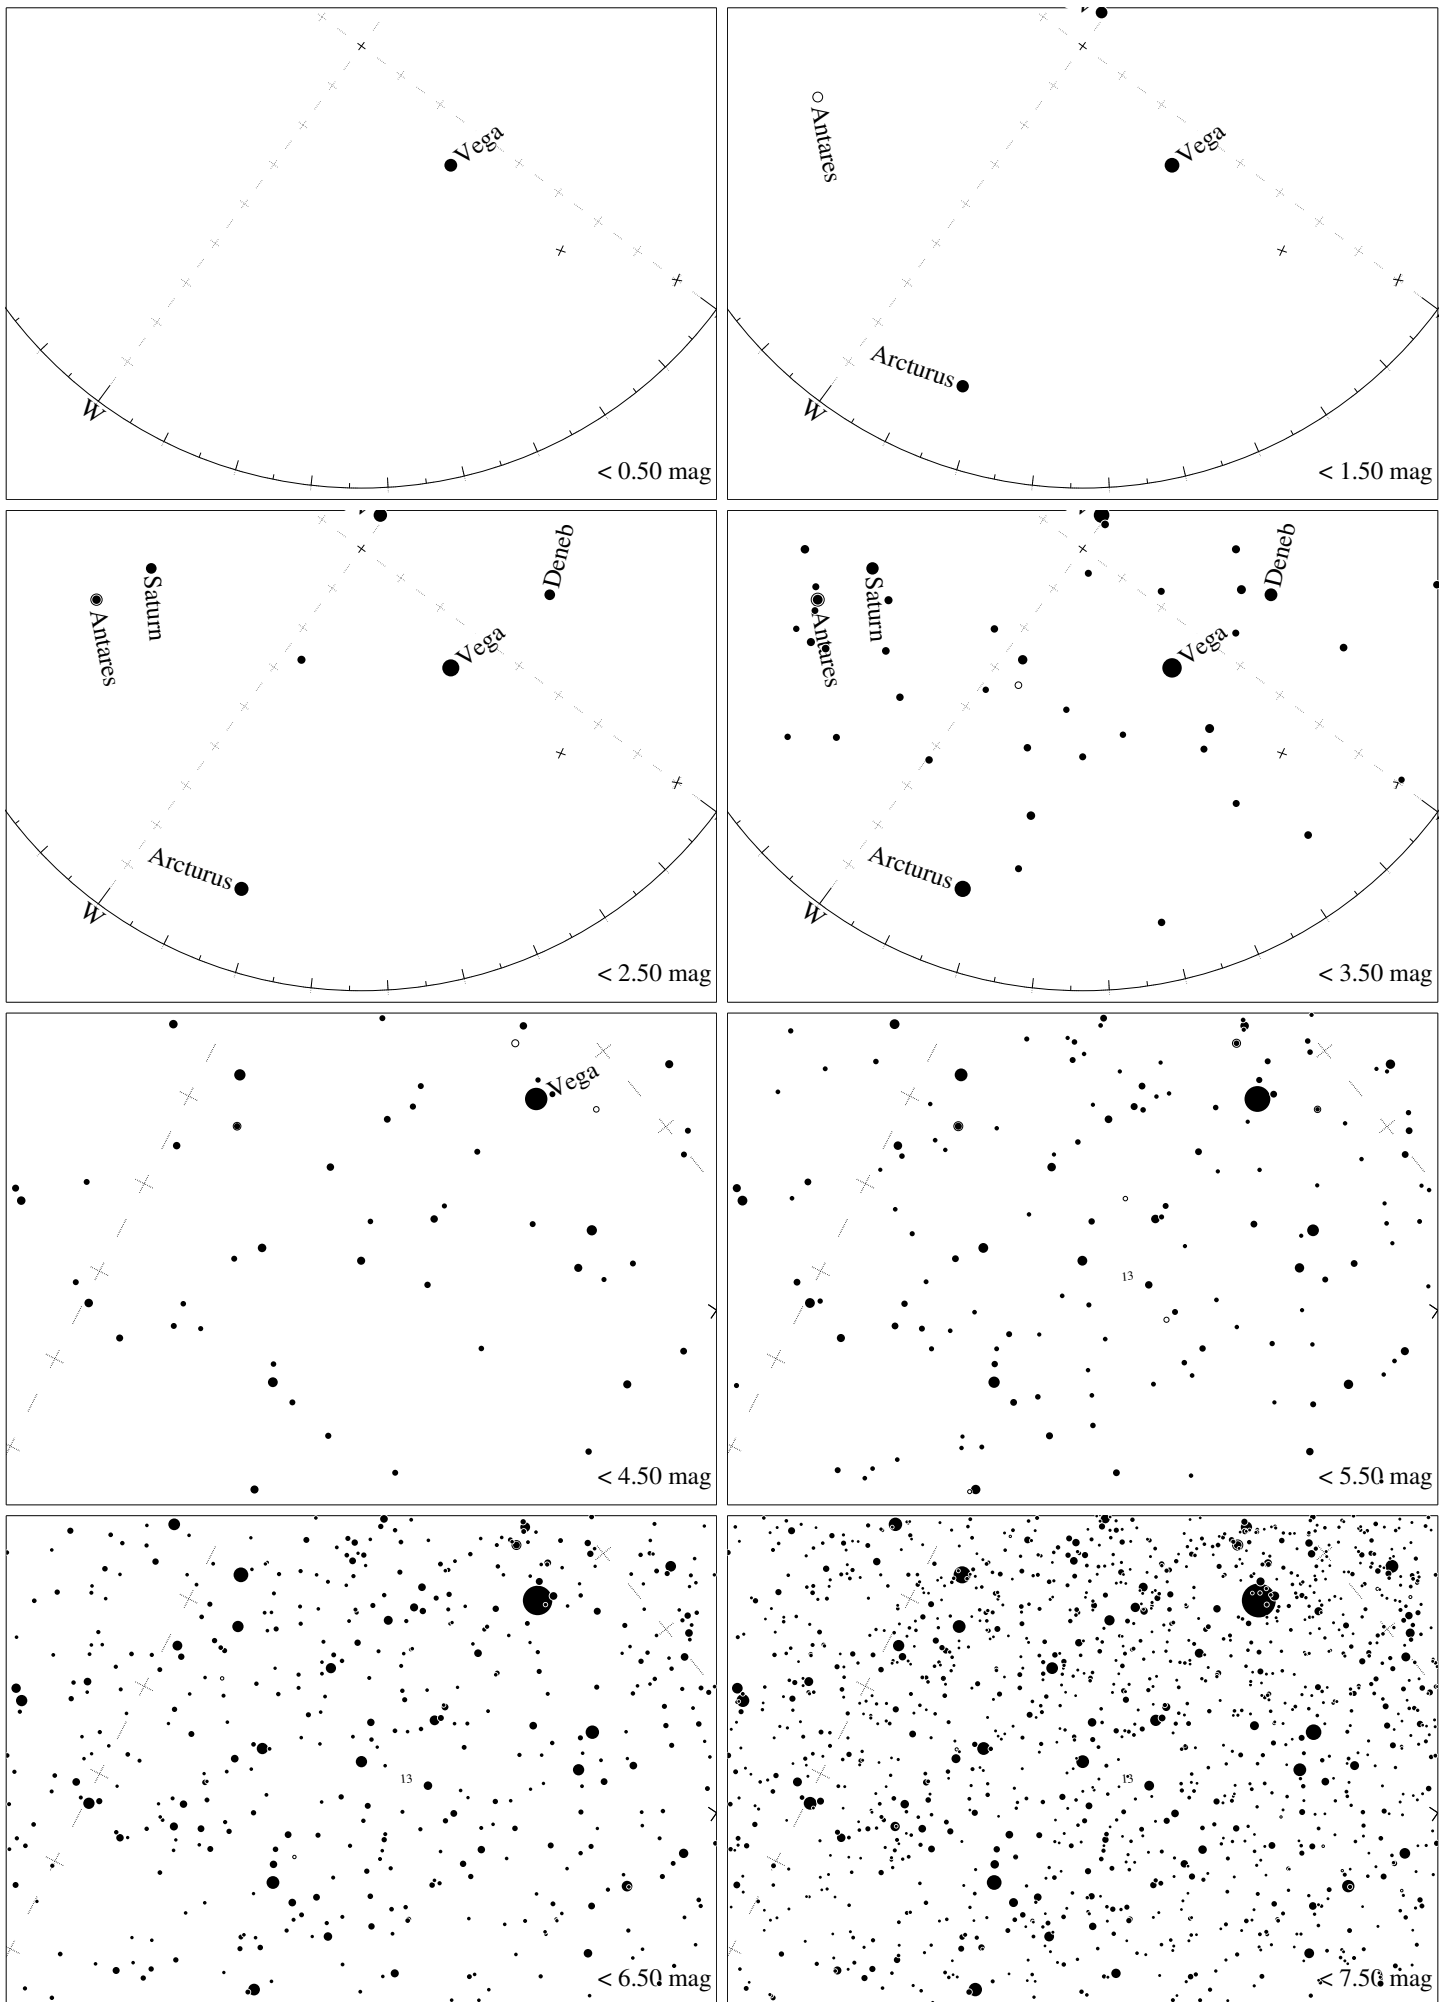 Vega
W
< 0.50 mag
Antares
Vega
Arcturus
W
< 1.50 mag
Deneb
Saturn
Antares
Vega
Arcturus
W
< 2.50 mag
Deneb
Saturn
Antares
Vega
Arcturus
W
< 3.50 mag
Vega
< 4.50 mag
13
< 5.50 mag
13
< 6.50 mag
13
< 7.50 mag